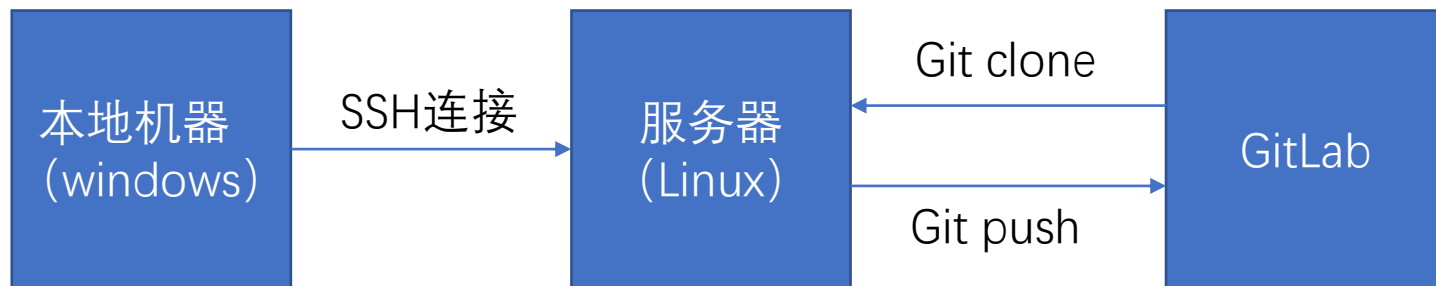 本地机器
（windows）
SSH连接
服务器
（Linux）
Git clone
Git push
GitLab